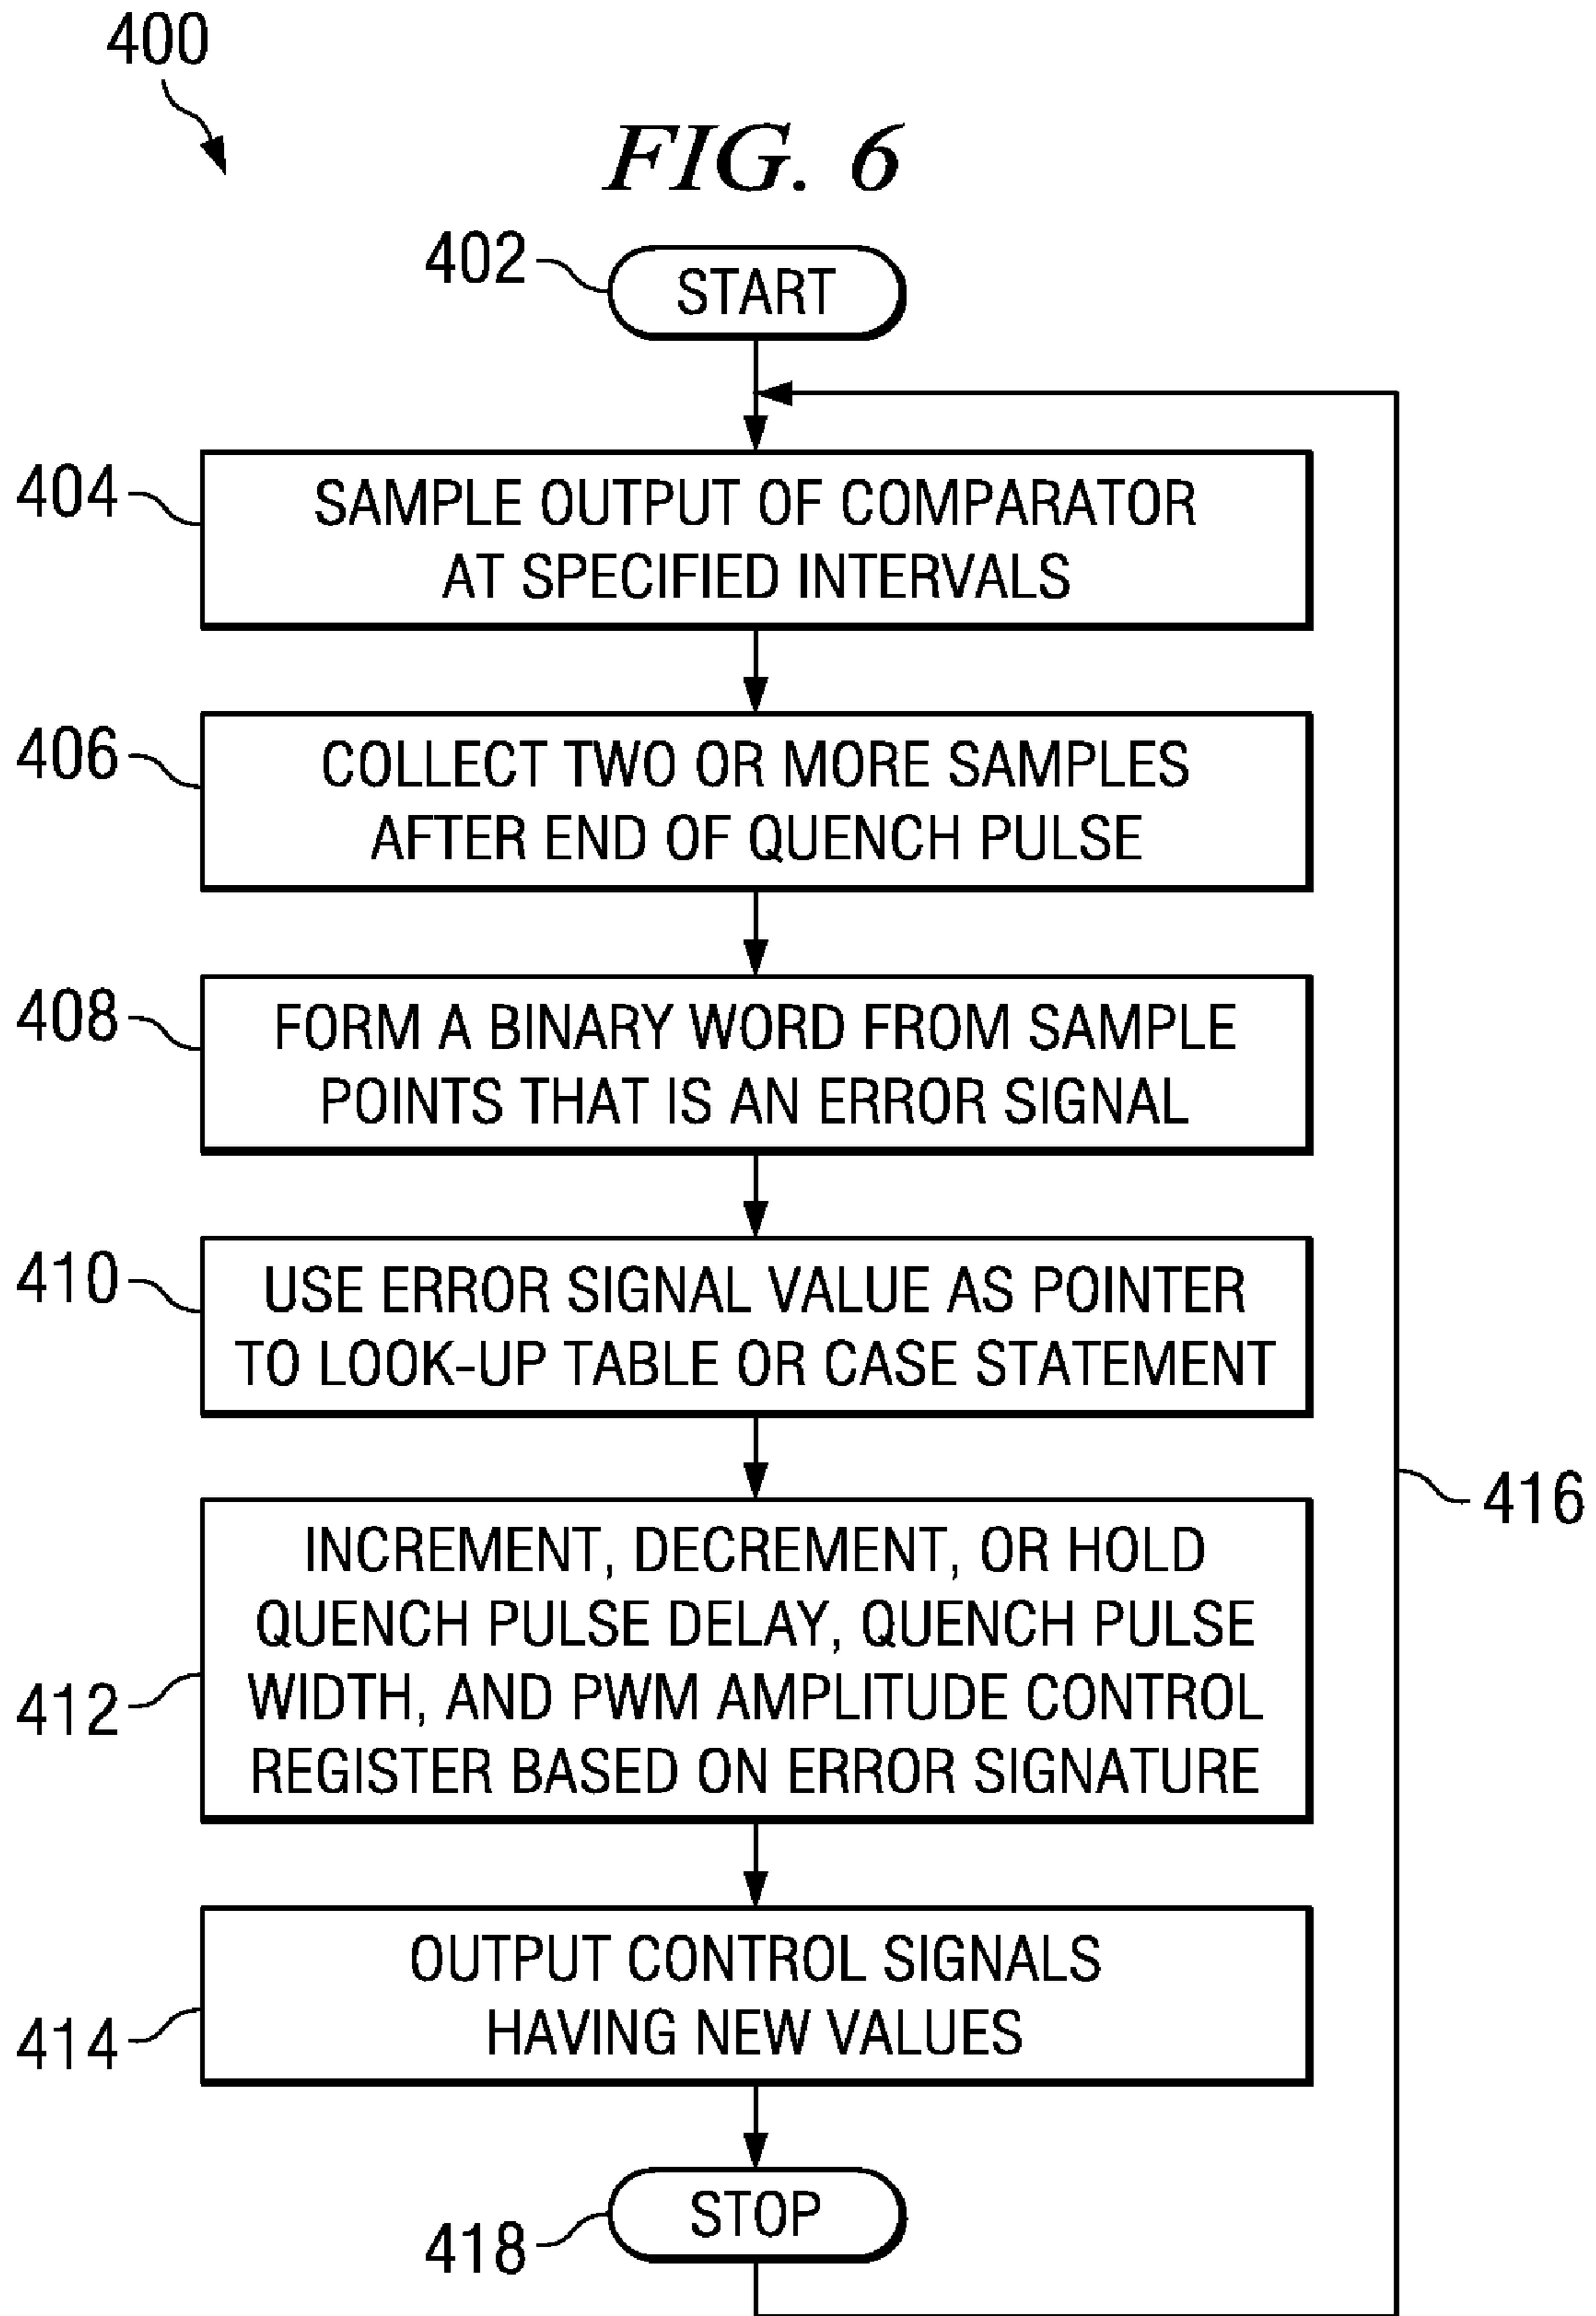 400
FIG. 6
402
START
404
SAMPLE OUTPUT OF COMPARATOR
AT SPECIFIED INTERVALS
406
COLLECT TWO OR MORE SAMPLES
AFTER END OF QUENCH PULSE
408
FORM A BINARY WORD FROM SAMPLE
POINTS THAT IS AN ERROR SIGNAL
410
USE ERROR SIGNAL VALUE AS POINTER
TO LOOK-UP TABLE OR CASE STATEMENT
416
412
INCREMENT, DECREMENT, OR HOLD
QUENCH PULSE DELAY, QUENCH PULSE
WIDTH, AND PWM AMPLITUDE CONTROL
REGISTER BASED ON ERROR SIGNATURE
414
OUTPUT CONTROL SIGNALS
HAVING NEW VALUES
418
STOP